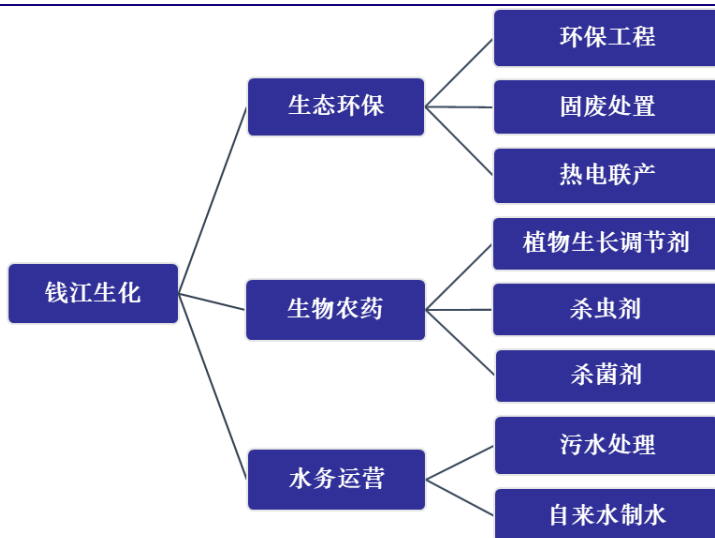 钱江生化
生态环保
环保工程
固废处置
热电联产
生物农药
植物生长调节剂
杀虫剂
杀菌剂
水务运营
污水处理
自来水制水